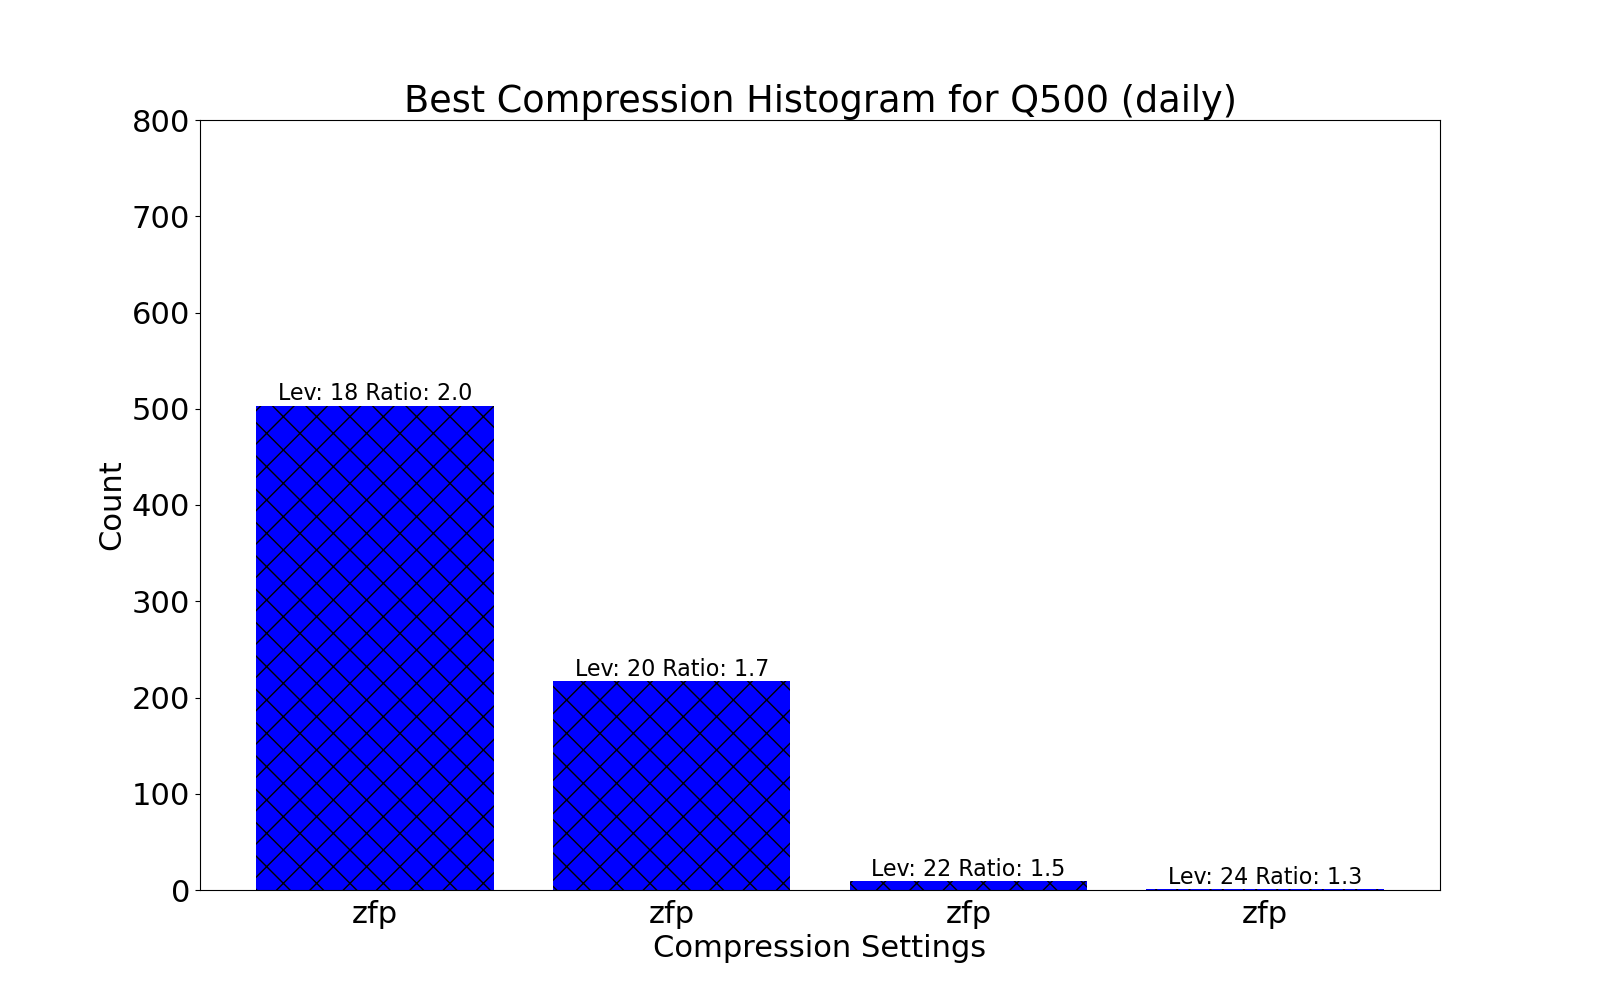 Best Compression Histogram for Q500 (daily)
800
700
600
500
400
300
200
100
0
Count
Lev: 18 Ratio: 2.0
Lev: 20 Ratio: 1.7
Lev: 22 Ratio: 1.5
Lev: 24 Ratio: 1.3
zfp zfp zfp zfp
Compression Settings